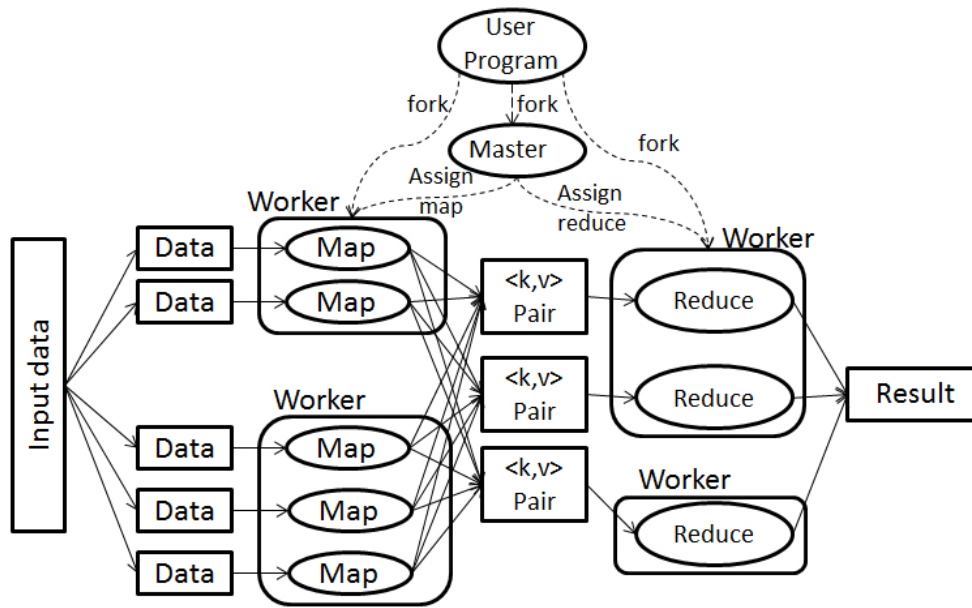 User
Program
fork
fork
fork
Master
Assign
map
Assign
reduce
Worker
Worker
Input data
Data
Map
Data
Map
<k,v>
Pair
Reduce
Worker
<k,v>
Pair
Reduce
Result
Data
Map
<k,v>
Pair
Worker
Data
Map
Reduce
Data
Map